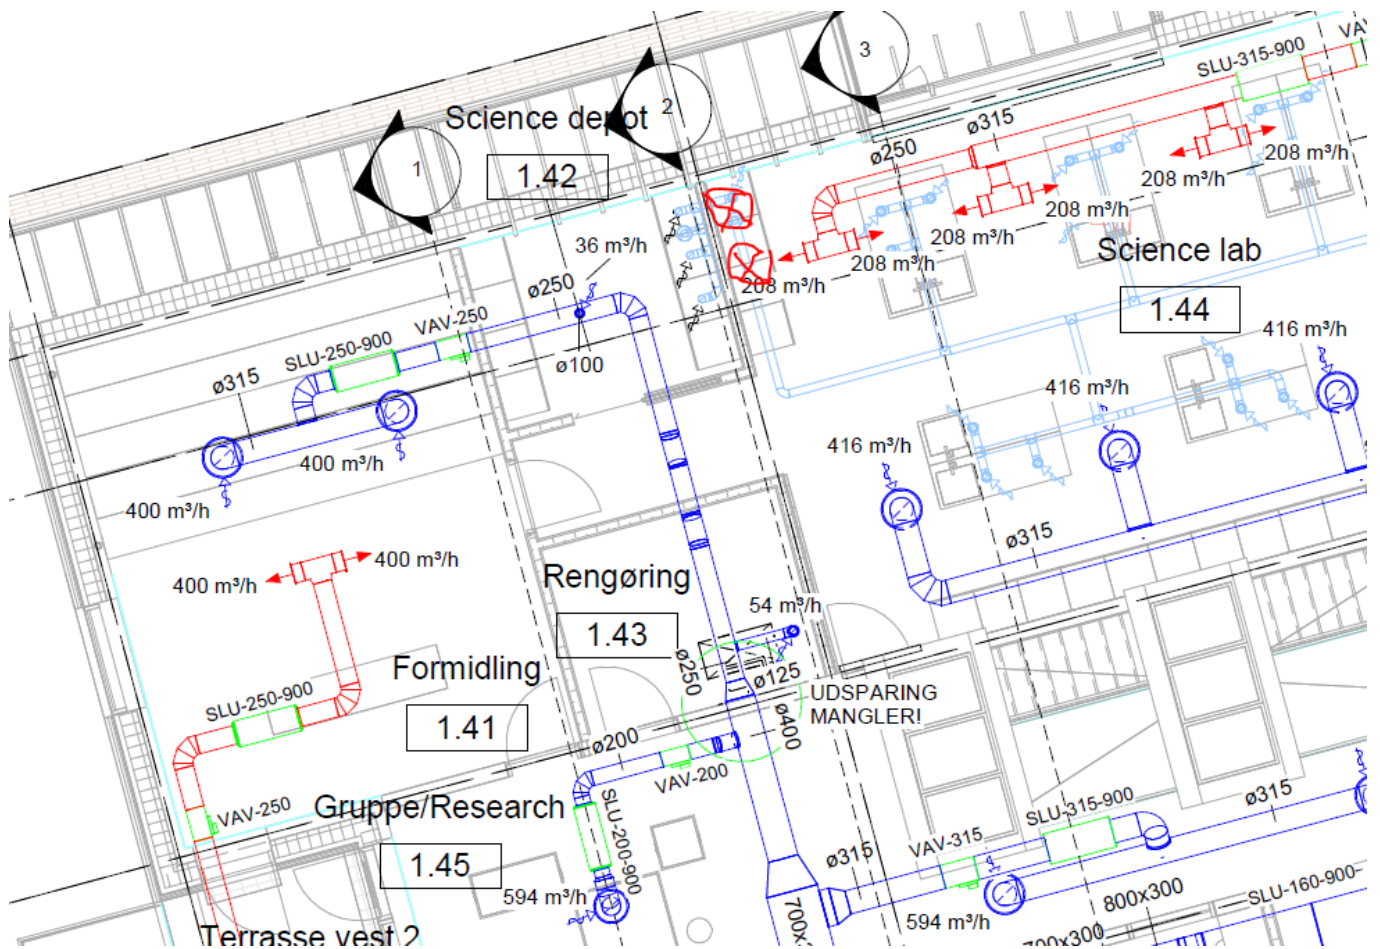 SLU-315-900
VAV
3
2
Science depot
ø315
ø250
1
1.42
208 m³/h
208 m³/h
208 m³/h
208 m³/h
208 m³/h
208 m³/h
Science lab
1.44
36 m³/h
ø250
VAV-250
SLU-250-900
ø100
ø315
416 m³/h
416 m³/h
416 m³/h
400 m³/h
400 m³/h
ø315
400 m³/h
400 m³/h
Rengøring
1.43
54 m³/h
ø250
ø125
ø400
UDSPARING
MANGLER!
Formidling
1.41
SLU-250-900
ø200
VAV-200
VAV-250
Gruppe/Research
1.45
SLU-200-900
594 m³/h
ø315
VAV-315
SLU-315-900
ø315
594 m³/h
800x300
SLU-160-900
700x300
Terrasse vest 2